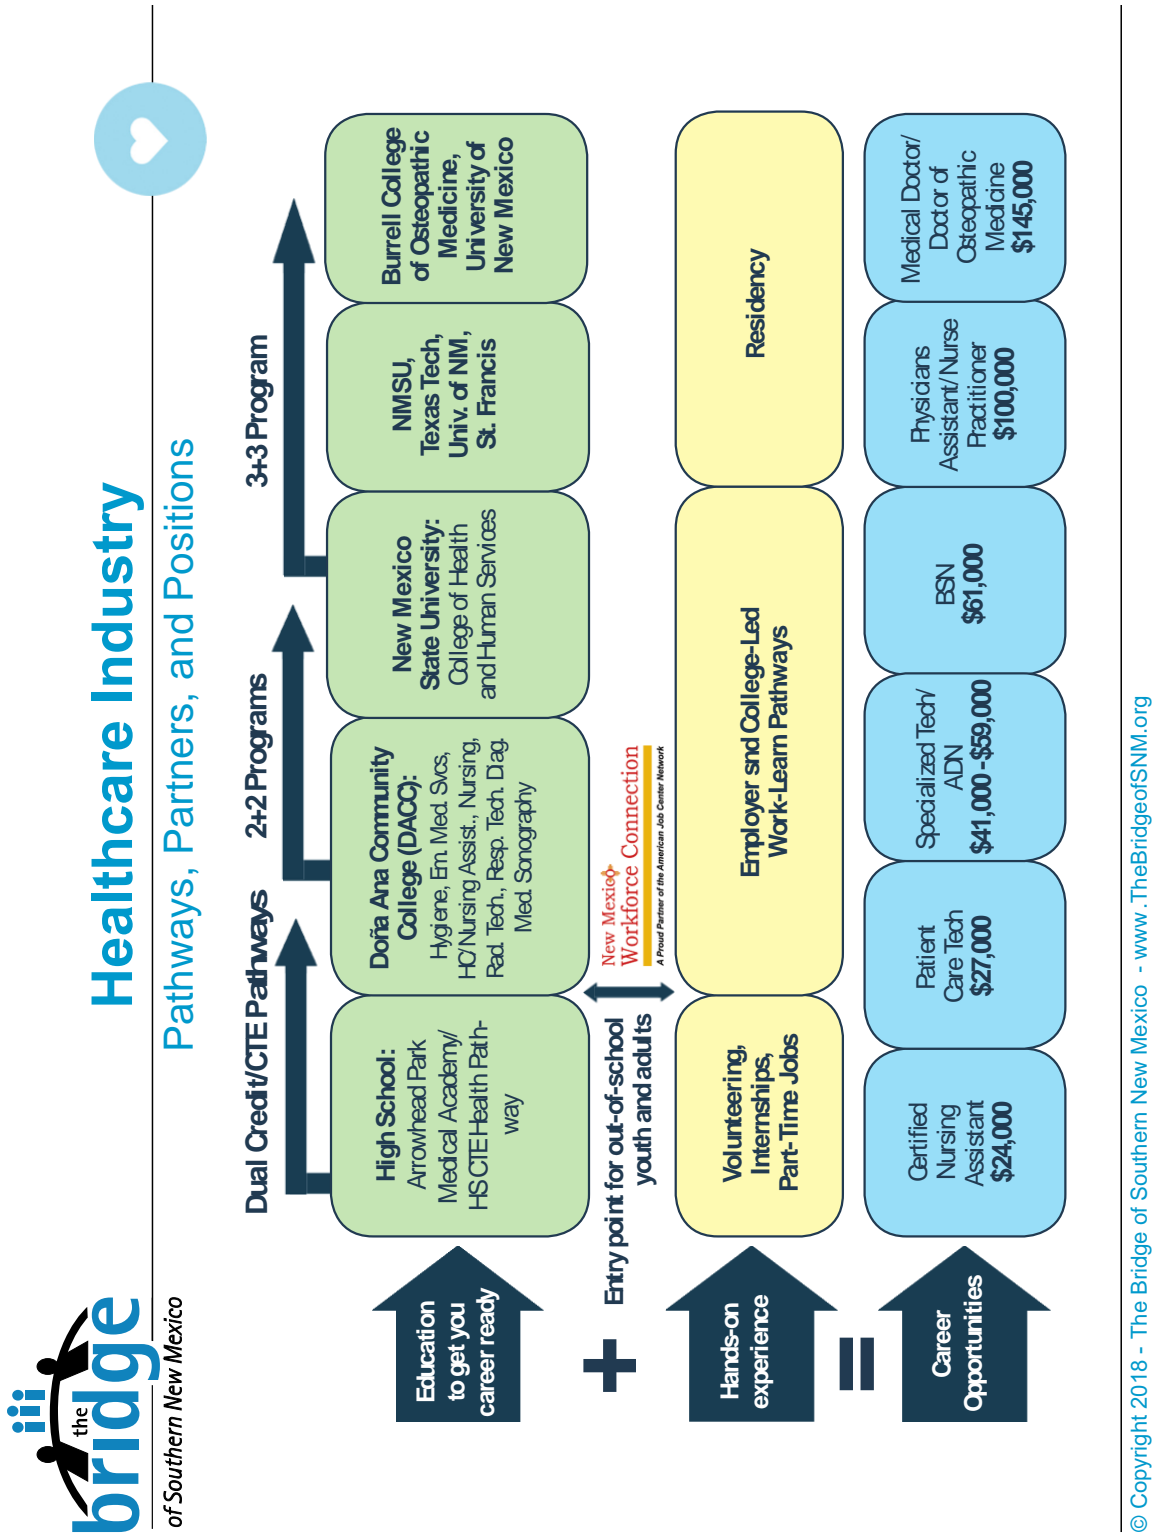 the
bridge
of Southern New Mexico
Healthcare Industry
Pathways, Partners, and Positions
Dual Credit/CTE Pathways
2+2 Programs
3+3 Program
Education
to get you
career ready
High School:
Arrowhead Park
Medical Academy/
HS CTE Health Path-
way
Doña Ana Community
College (DACC):
Hygiene, Em. Med. Svcs,
HC/Nursing Assist., Nursing,
Rad. Tech., Resp. Tech. Diag.
Med. Sonography
New Mexico
State University:
College of Health
and Human Services
NMSU,
Texas Tech,
Univ. of NM,
St. Francis
Burrell College
of Osteopathic
Medicine,
University of
New Mexico
+
Entry point for out-of-school
youth and adults
New Mexico
Workforce Connection
A Proud Partner of the American Job Center Network
Hands-on
experience
Volunteering,
Internships,
Part-Time Jobs
Employer snd College-Led
Work-Learn Pathways
Residency
=
Career
Opportunities
Certified
Nursing
Assistant
$24,000
Patient
Care Tech
$27,000
Specialized Tech/
ADN
$41,000 -$59,000
BSN
$61,000
Physicians
Assistant/Nurse
Practitioner
$100,000
Medical Doctor/
Doctor of
Osteopathic
Medicine
$145,000
© Copyright 2018 - The Bridge of Southern New Mexico - www.TheBridgeofSNM.org